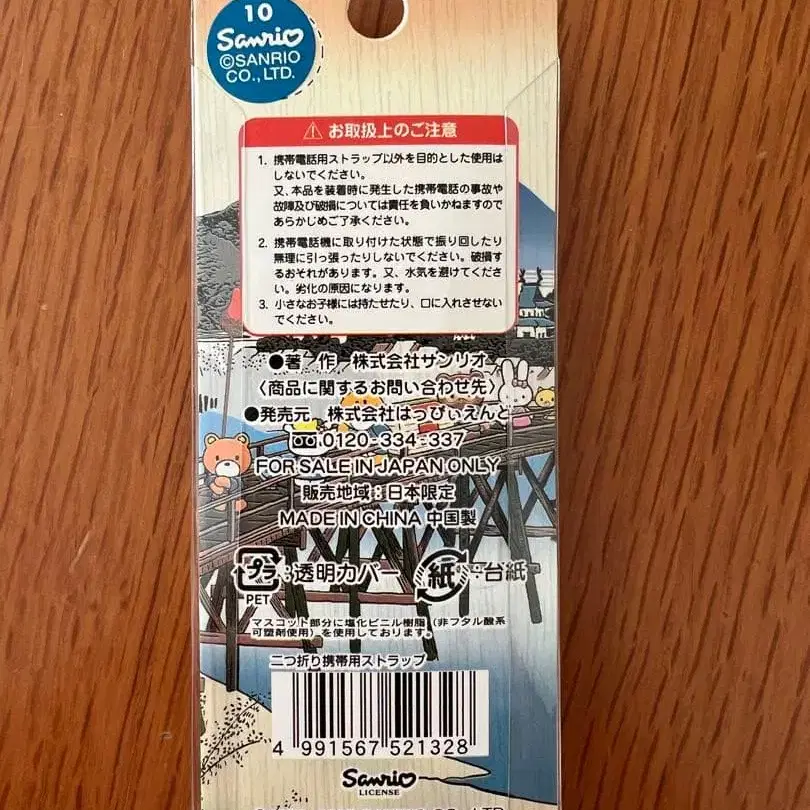 10
Sanrio
©SANRIO
CO., LTD.
⚠ お取扱上のご注意
1. 携帯電話用ストラップ以外を目的とした使用は
しないでください。
又、本品を装着時に発生した携帯電話の事故や
故障及び破損については責任を負いかねますので
あらかじめご了承ください。
2. 携帯電話機に取り付けた状態で振り回したり
無理に引っ張ったりしないでください。破損す
るおそれがあります。又、水気を避けてくださ
い。劣化の原因になります。
3. 小さなお子様には持たせたり、口に入れさせない
でください。
●著 作 株式会社サンリオ
〈商品に関するお問い合わせ先〉
●発売元 株式会社はっぴぃえんど
0120-334-337
FOR SALE IN JAPAN ONLY
販売地域：日本限定
MADE IN CHINA 中国製
プラ：透明カバー 紙：台紙
PET
マスコット部分に塩化ビニル樹脂（非フタル酸系
可塑剤使用）を使用しております。
二つ折り携帯用ストラップ
4 991567 521328
Sanrio
LICENSE